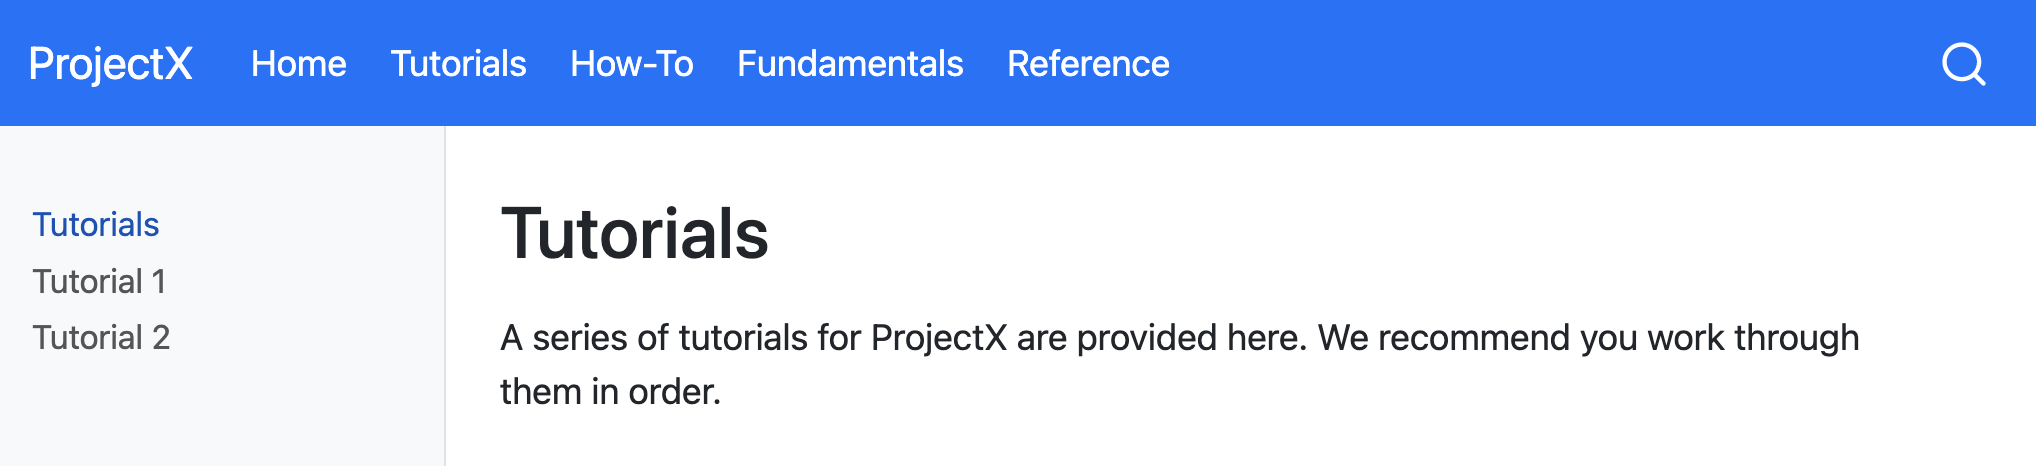 ProjectX Home Tutorials How-To Fundamentals Reference
Tutorials
Tutorial 1
Tutorial 2
Tutorials
A series of tutorials for ProjectX are provided here. We recommend you work through
them in order.